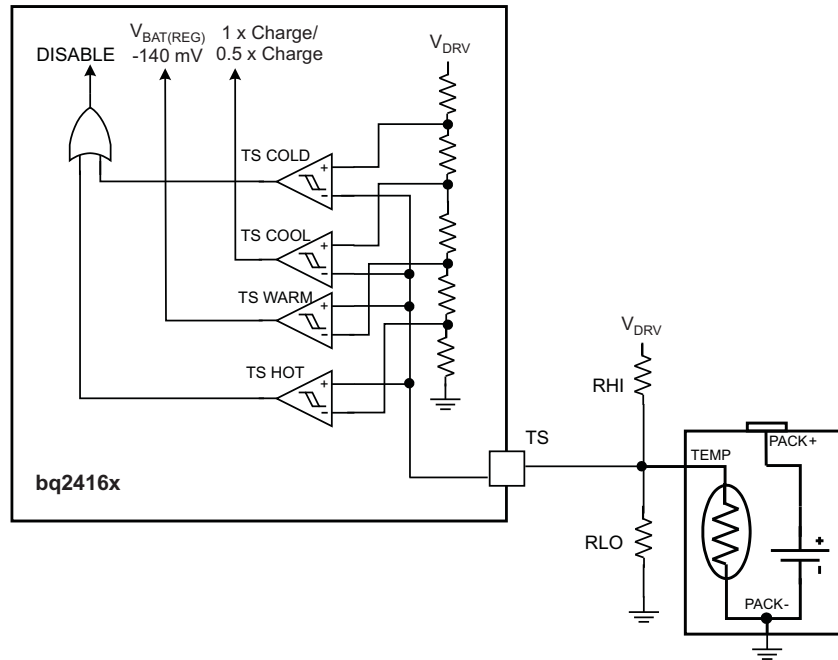 V_BAT(REG)
-140 mV
1 x Charge/
0.5 x Charge
DISABLE
V_DRV
TS COLD
+
-
TS COOL
+
-
TS WARM
+
-
TS HOT
+
-
TS
bq2416x
V_DRV
RHI
RLO
PACK+
TEMP
+
-
PACK-